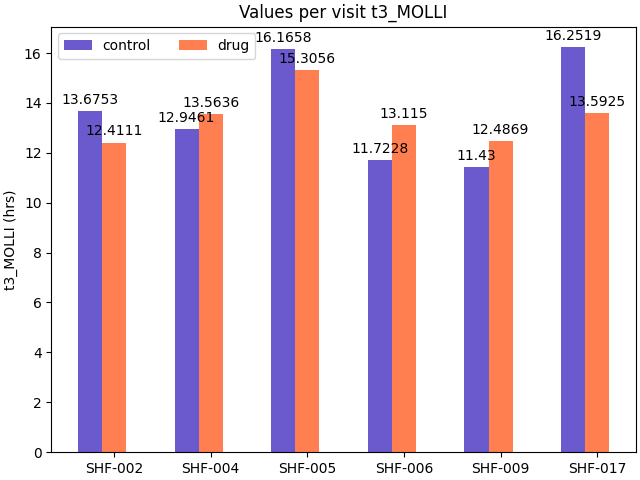 Values per visit t3_MOLLI
control
drug
t3_MOLLI (hrs)
16
14
12
10
8
6
4
2
0
13.6753
12.4111
12.9461
13.5636
16.1658
15.3056
11.7228
13.115
11.43
12.4869
16.2519
13.5925
SHF-002
SHF-004
SHF-005
SHF-006
SHF-009
SHF-017